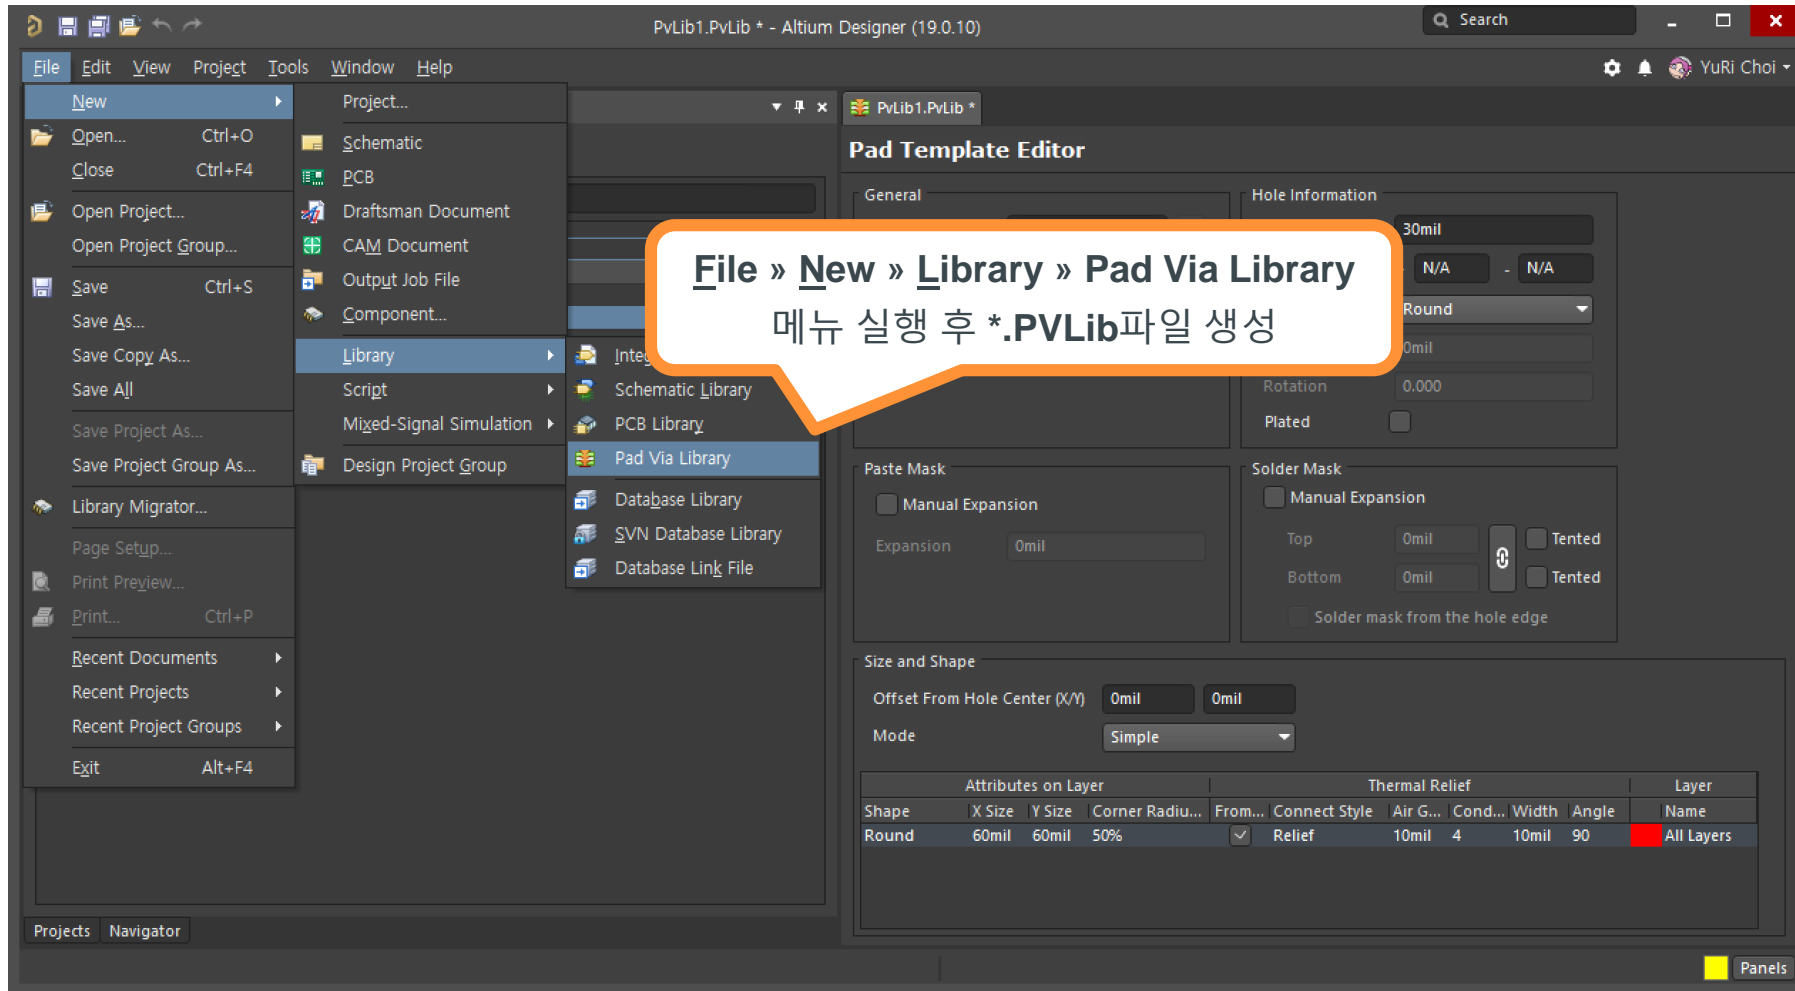 PvLib1.PvLib * - Altium Designer (19.0.10)
Search
File Edit View Project Tools Window Help
YuRi Choi
New
Open... Ctrl+O
Close Ctrl+F4
Open Project...
Open Project Group...
Save Ctrl+S
Save As...
Save Copy As...
Save All
Save Project As...
Save Project Group As...
Library Migrator...
Page Setup...
Print Preview...
Print... Ctrl+P
Recent Documents
Recent Projects
Recent Project Groups
Exit Alt+F4
Project...
Schematic
PCB
Draftsman Document
CAM Document
Output Job File
Component...
Library
Script
Mixed-Signal Simulation
Design Project Group
Schematic Library
PCB Library
Pad Via Library
Database Library
SVN Database Library
Database Link File
File » New » Library » Pad Via Library
메뉴 실행 후 *.PVLib파일 생성
PvLib1.PvLib *
Pad Template Editor
General
Hole Information
30mil
N/A - N/A
Round
0mil
Rotation 0.000
Plated
Paste Mask
Manual Expansion
Expansion 0mil
Solder Mask
Manual Expansion
Top 0mil Tented
Bottom 0mil Tented
Solder mask from the hole edge
Size and Shape
Offset From Hole Center (X/Y) 0mil 0mil
Mode Simple
Attributes on Layer Thermal Relief Layer
Shape X Size Y Size Corner Radiu... From... Connect Style Air G... Cond... Width Angle Name
Round 60mil 60mil 50% Relief 10mil 4 10mil 90 All Layers
Projects Navigator
Panels